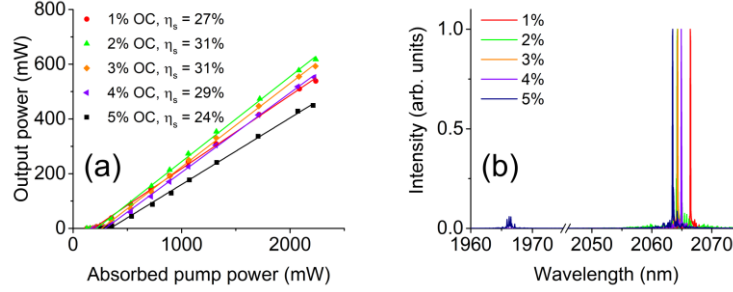 1% OC, ηs = 27%
2% OC, ηs = 31%
3% OC, ηs = 31%
4% OC, ηs = 29%
5% OC, ηs = 24%
(a)
Output power (mW)
800
600
400
200
0
0 1000 2000
Absorbed pump power (mW)
1%
2%
3%
4%
5%
(b)
Intensity (arb. units)
1.0
0.5
0.0
1960 1970 2050 2060 2070
Wavelength (nm)